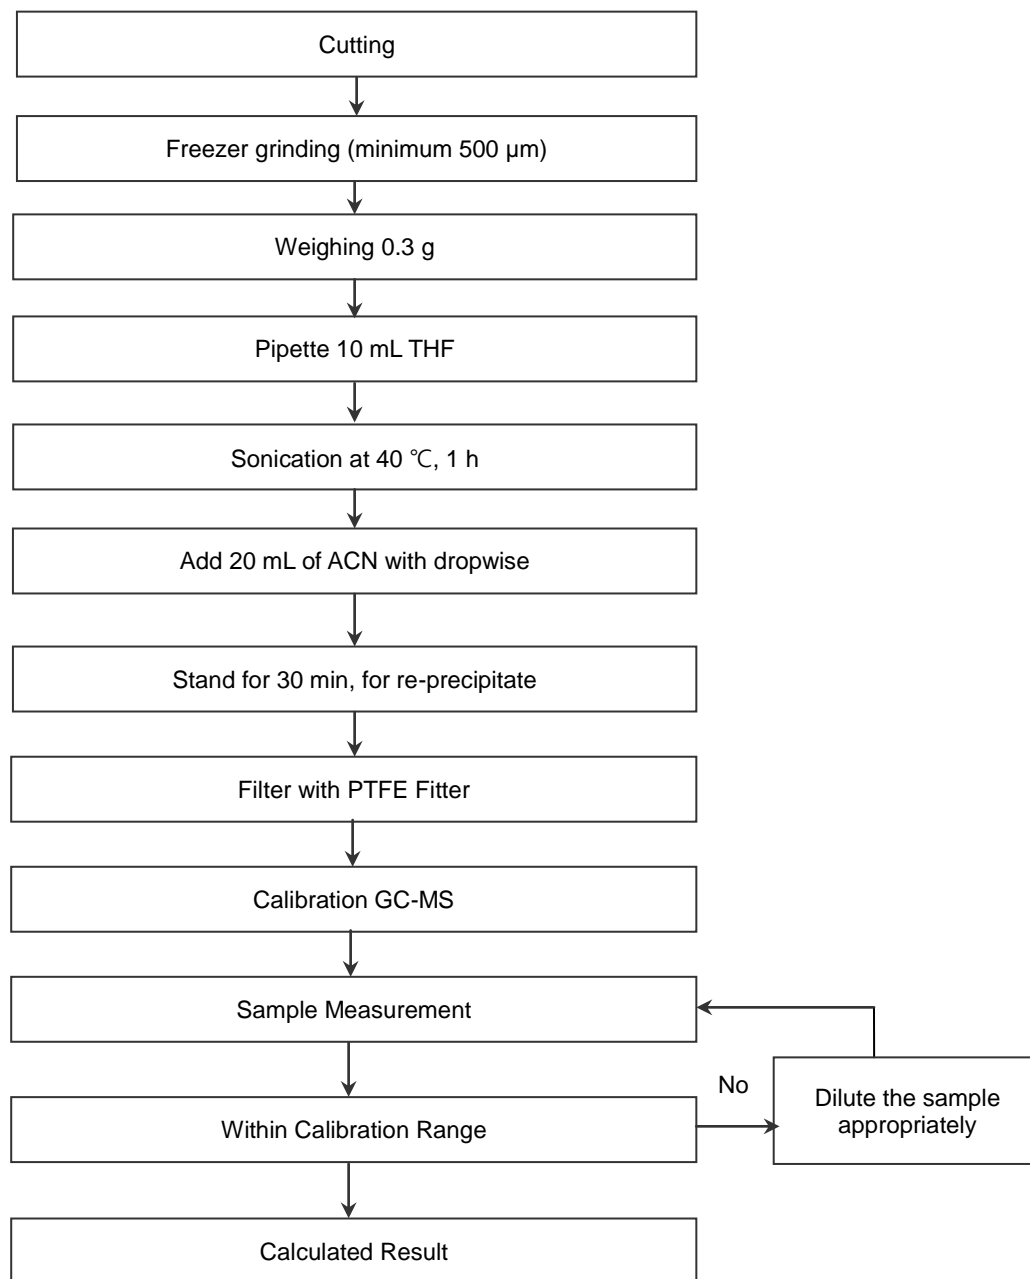 Cutting
Freezer grinding (minimum 500 µm)
Weighing 0.3 g
Pipette 10 mL THF
Sonication at 40 ℃, 1 h
Add 20 mL of ACN with dropwise
Stand for 30 min, for re-precipitate
Filter with PTFE Fitter
Calibration GC-MS
Sample Measurement
Within Calibration Range
No
Dilute the sample
appropriately
Calculated Result